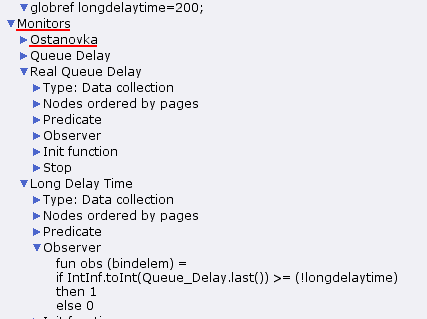 globref longdelaytime=200;
Monitors
Ostanovka
Queue Delay
Real Queue Delay
Type: Data collection
Nodes ordered by pages
Predicate
Observer
Init function
Stop
Long Delay Time
Type: Data collection
Nodes ordered by pages
Predicate
Observer
fun obs (bindelem) =
if IntInf.toInt(Queue_Delay.last()) >= (!longdelaytime)
then 1
else 0
Init function